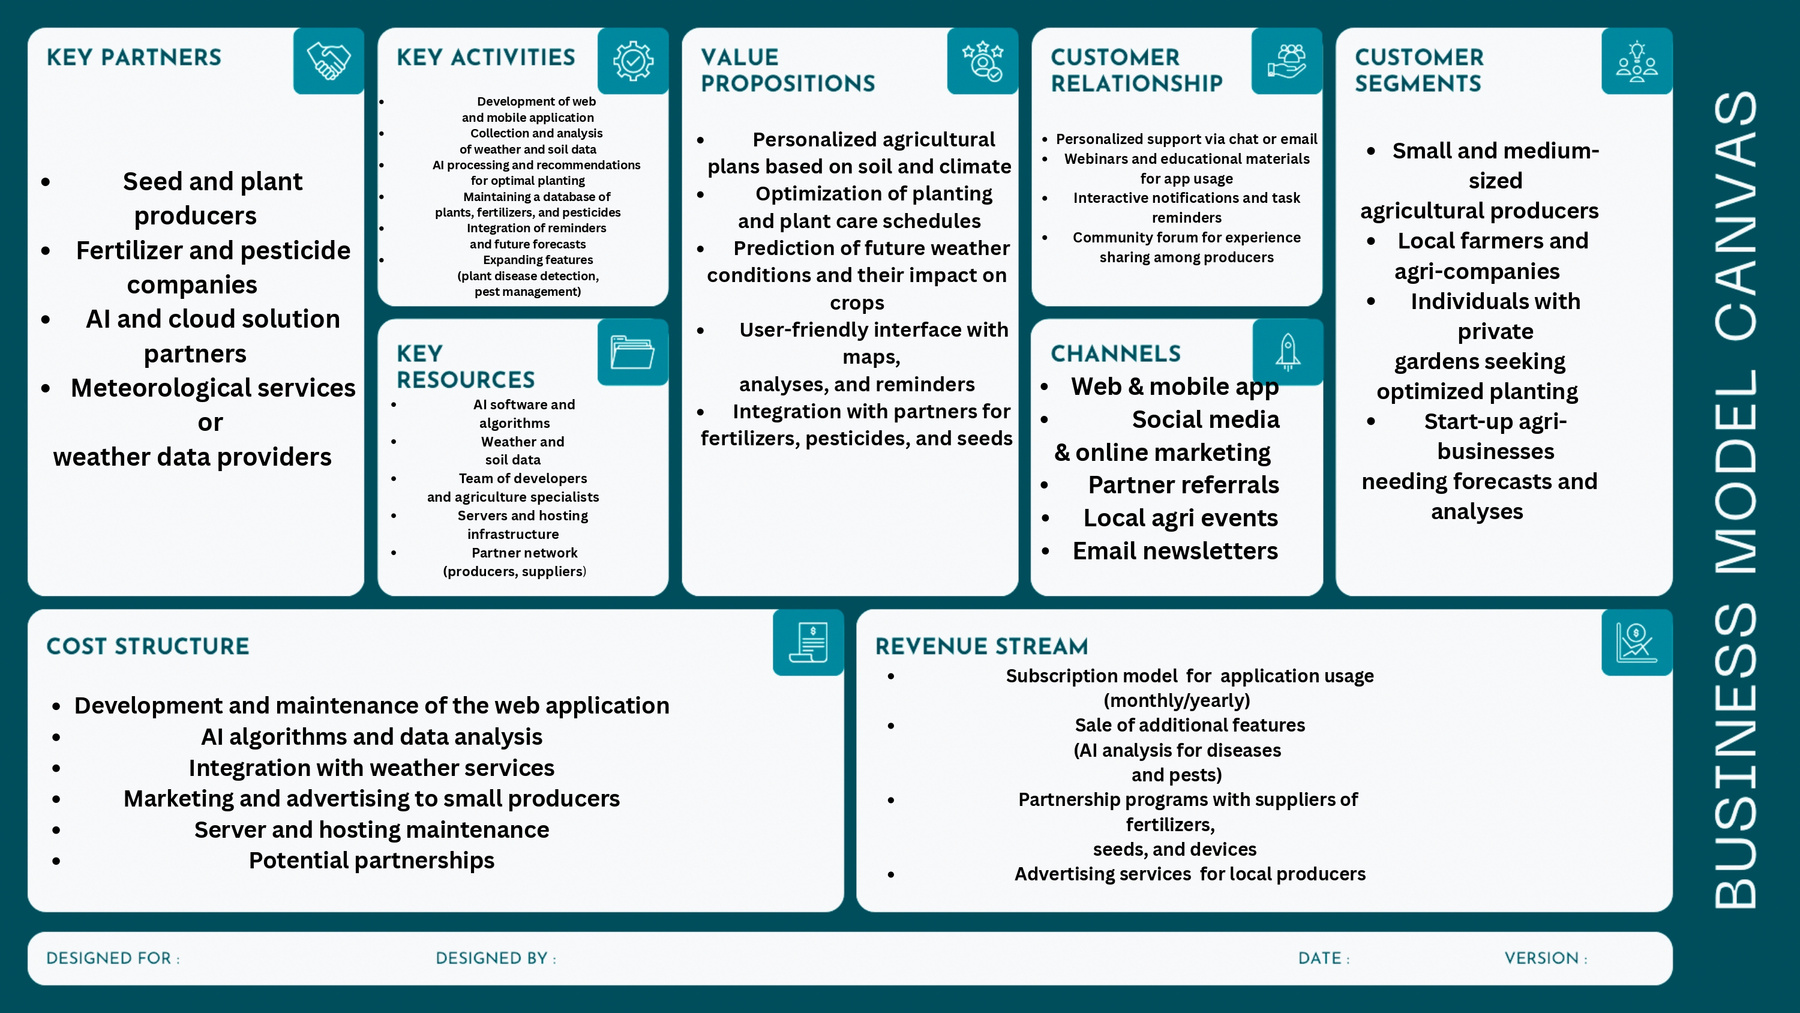 KEY PARTNERS
• Seed and plant
producers
• Fertilizer and pesticide
companies
• AI and cloud solution
partners
• Meteorological services
or
weather data providers
KEY ACTIVITIES
• Development of web
and mobile application
• Collection and analysis
of weather and soil data
• AI processing and recommendations
for optimal planting
• Maintaining a database of
plants, fertilizers, and pesticides
• Integration of reminders
and future forecasts
• Expanding features
(plant disease detection,
pest management)
KEY
RESOURCES
• AI software and
algorithms
• Weather and
soil data
• Team of developers
and agriculture specialists
• Servers and hosting
infrastructure
• Partner network
(producers, suppliers)
VALUE
PROPOSITIONS
• Personalized agricultural
plans based on soil and climate
• Optimization of planting
and plant care schedules
• Prediction of future weather
conditions and their impact on
crops
• User-friendly interface with
maps,
analyses, and reminders
• Integration with partners for
fertilizers, pesticides, and seeds
CUSTOMER
RELATIONSHIP
• Personalized support via chat or email
• Webinars and educational materials
for app usage
• Interactive notifications and task
reminders
• Community forum for experience
sharing among producers
CHANNELS
• Web & mobile app
• Social media
& online marketing
• Partner referrals
• Local agri events
• Email newsletters
CUSTOMER
SEGMENTS
• Small and medium-
sized
agricultural producers
• Local farmers and
agri-companies
• Individuals with
private
gardens seeking
optimized planting
• Start-up agri-
businesses
needing forecasts and
analyses
COST STRUCTURE
• Development and maintenance of the web application
• AI algorithms and data analysis
• Integration with weather services
• Marketing and advertising to small producers
• Server and hosting maintenance
• Potential partnerships
REVENUE STREAM
• Subscription model for application usage
(monthly/yearly)
• Sale of additional features
(AI analysis for diseases
and pests)
• Partnership programs with suppliers of
fertilizers,
seeds, and devices
• Advertising services for local producers
DESIGNED FOR :
DESIGNED BY :
DATE :
VERSION :
BUSINESS MODEL CANVAS